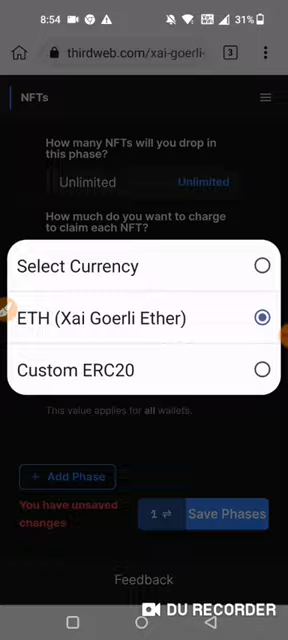 8:54
31%
thirdweb.com/xai-goerli-
3
NFTs
How many NFTs will you drop in
this phase?
Unlimited
Unlimited
How much do you want to charge
to claim each NFT?
Select Currency
ETH (Xai Goerli Ether)
Custom ERC20
This value applies for all wallets.
+ Add Phase
You have unsaved
changes
1
Save Phases
Feedback
DU RECORDER